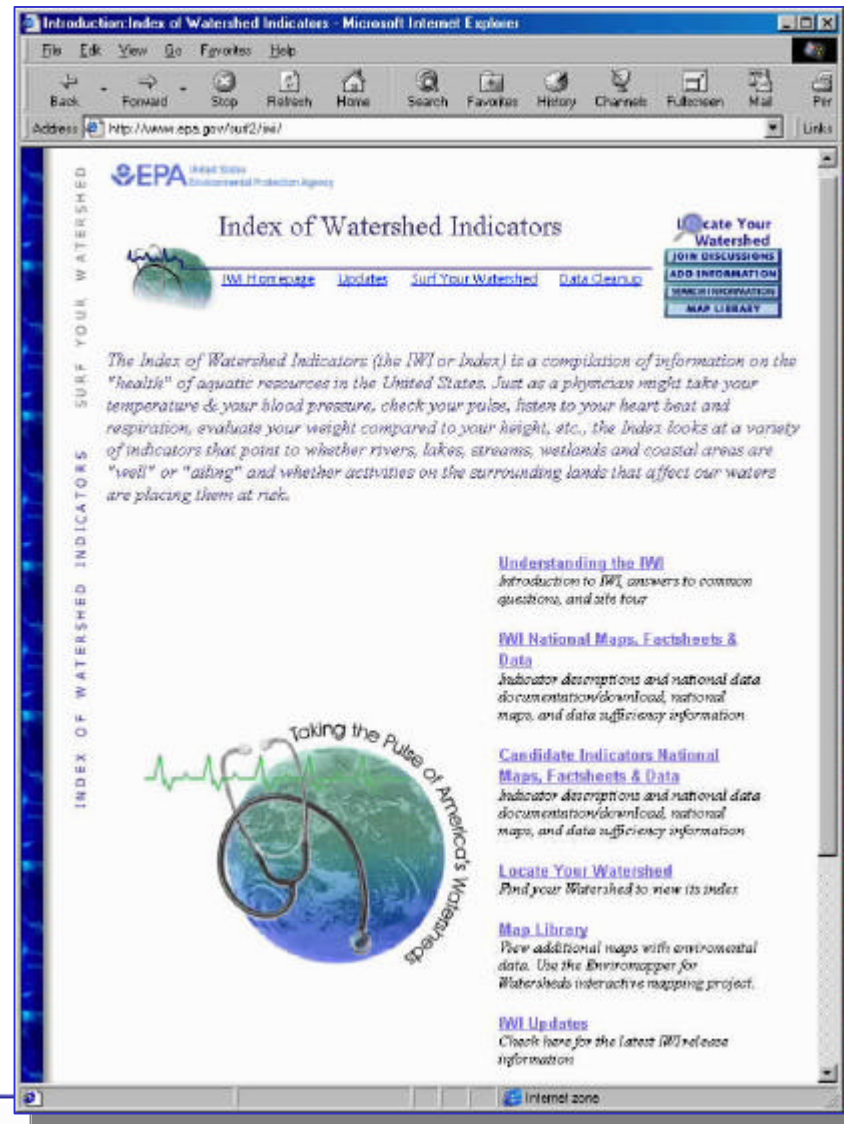 Introduction:Index of Watershed Indicators - Microsoft Internet Explorer
File Edit View Go Favorites Help
Back Forward Stop Refresh Home Search Favorites History Channels Fullscreen Mail
Address http://www.epa.gov/surf2/iwi/ Links
EPA United States
Environmental Protection Agency
Index of Watershed Indicators
Locate Your
Watershed
JOIN DISCUSSIONS
ADD INFORMATION
SEARCH INFORMATION
MAP LIBRARY
IWI Homepage Updates Surf Your Watershed Data Cleanup
INDEX OF WATERSHED INDICATORS SURF YOUR WATERSHED
The Index of Watershed Indicators (the IWI or Index) is a compilation of information on the
"health" of aquatic resources in the United States. Just as a physician might take your
temperature & your blood pressure, check your pulse, listen to your heart beat and
respiration, evaluate your weight compared to your height, etc., the Index looks at a variety
of indicators that point to whether rivers, lakes, streams, wetlands and coastal areas are
"well" or "ailing" and whether activities on the surrounding lands that affect our waters
are placing them at risk.
Taking the Pulse of America's Watersheds
Understanding the IWI
Introduction to IWI, answers to common
questions, and site tour
IWI National Maps, Factsheets &
Data
Indicator descriptions and national data
documentation/download, national
maps, and data sufficiency information
Candidate Indicators National
Maps, Factsheets & Data
Indicator descriptions and national data
documentation/download, national
maps, and data sufficiency information
Locate Your Watershed
Find your Watershed to view its index
Map Library
View additional maps with enviromental
data. Use the Enviromapper for
Watersheds interactive mapping project.
IWI Updates
Check here for the latest IWI release
information
Internet zone